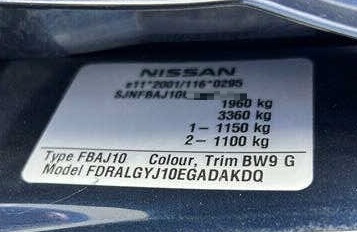 NISSAN
e11*2001/116*0295
SJNFBAJ10U
1960 kg
3360 kg
1- 1150 kg
2- 1100 kg
Type FBAJ10 Colour, Trim BW9 G
Model FDRALGYJ10EGADAKDQ